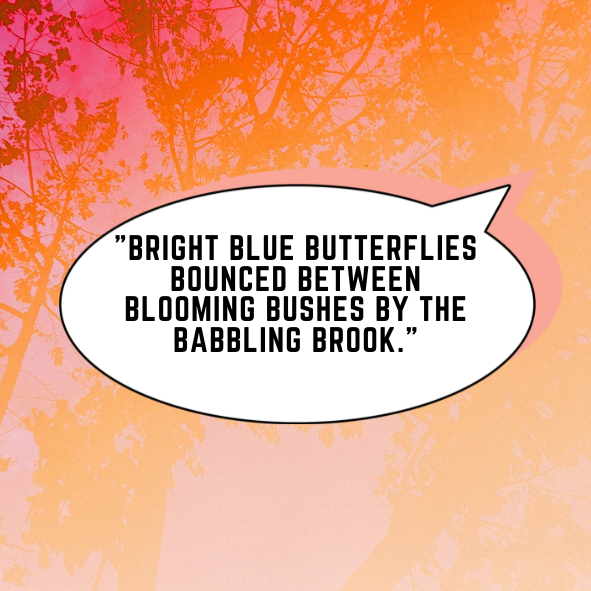 ”BRIGHT BLUE BUTTERFLIES
BOUNCED BETWEEN
BLOOMING BUSHES BY THE
BABBLING BROOK.”